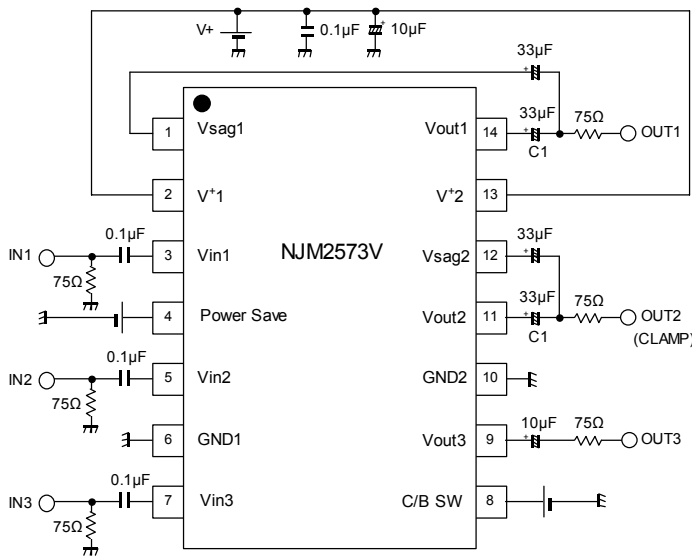 V+
0.1µF
10µF
33µF
1
Vsag1
Vout1
14
33µF
C1
75Ω
OUT1
2
V+1
V+2
13
NJM2573V
IN1
0.1µF
75Ω
3
Vin1
Vsag2
12
33µF
4
Power Save
Vout2
11
33µF
C1
75Ω
OUT2
(CLAMP)
IN2
0.1µF
75Ω
5
Vin2
GND2
10
6
GND1
Vout3
9
10µF
75Ω
OUT3
IN3
0.1µF
75Ω
7
Vin3
C/B SW
8